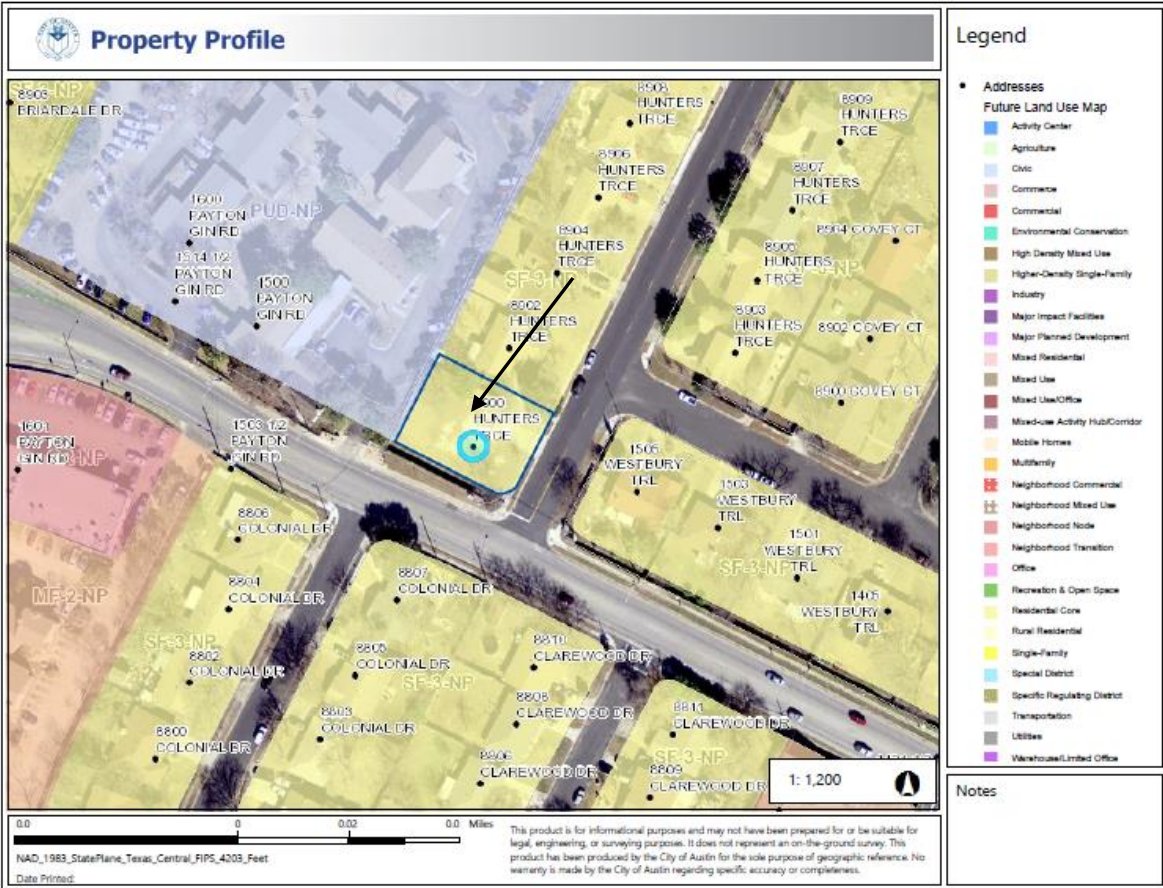 Property Profile
8903
BRIARDALE DR
SF-3-NP
1600
PAYTON
GIN RD
PUD-NP
1514 1/2
PAYTON
GIN RD
1500
PAYTON
GIN RD
8908
HUNTERS
TRCE
8906
HUNTERS
TRCE
8904
HUNTERS
TRCE
SF-3-N
8902
HUNTERS
TRCE
HUNTERS
TRCE
8909
HUNTERS
TRCE
8907
HUNTERS
TRCE
8904 COVEY CT
8905
HUNTERS
TRCE
8903
HUNTERS
TRCE
8902 COVEY CT
8900 COVEY CT
1601
PAYTON
GIN RD
1503 1/2
PAYTON
GIN RD
1505
WESTBURY
TRL
1503
WESTBURY
TRL
1501
WESTBURY
TRL
SF-3-NP
1405
WESTBURY
TRL
8806
COLONIAL DR
8804
COLONIAL DR
MF-2-NP
SF-3-NP
8802
COLONIAL DR
8800
COLONIAL DR
8807
COLONIAL DR
8805
COLONIAL DR
SF-3-NP
8803
COLONIAL DR
8810
CLAREWOOD DR
8808
CLAREWOOD DR
8806
CLAREWOOD DR
8811
CLAREWOOD DR
SF-3-NP
8809
CLAREWOOD DR
1: 1,200
Legend
Addresses
Future Land Use Map
Activity Center
Agriculture
Civic
Commerce
Commercial
Environmental Conservation
High Density Mixed Use
Higher-Density Single-Family
Industry
Major Impact Facilities
Major Planned Development
Mixed Residential
Mixed Use
Mixed Use/Office
Mixed-use Activity Hub/Corridor
Mobile Homes
Multifamily
Neighborhood Commercial
Neighborhood Mixed Use
Neighborhood Node
Neighborhood Transition
Office
Recreation & Open Space
Residential Core
Rural Residential
Single-Family
Special District
Specific Regulating District
Transportation
Utilities
Warehouse/Limited Office
Notes
0.0 0 0.02 0.0 Miles
NAD_1983_StatePlane_Texas_Central_FIPS_4203_Feet
Date Printed:
This product is for informational purposes and may not have been prepared for or be suitable for
legal, engineering, or surveying purposes. It does not represent an on-the-ground survey. This
product has been produced by the City of Austin for the sole purpose of geographic reference. No
warranty is made by the City of Austin regarding specific accuracy or completeness.